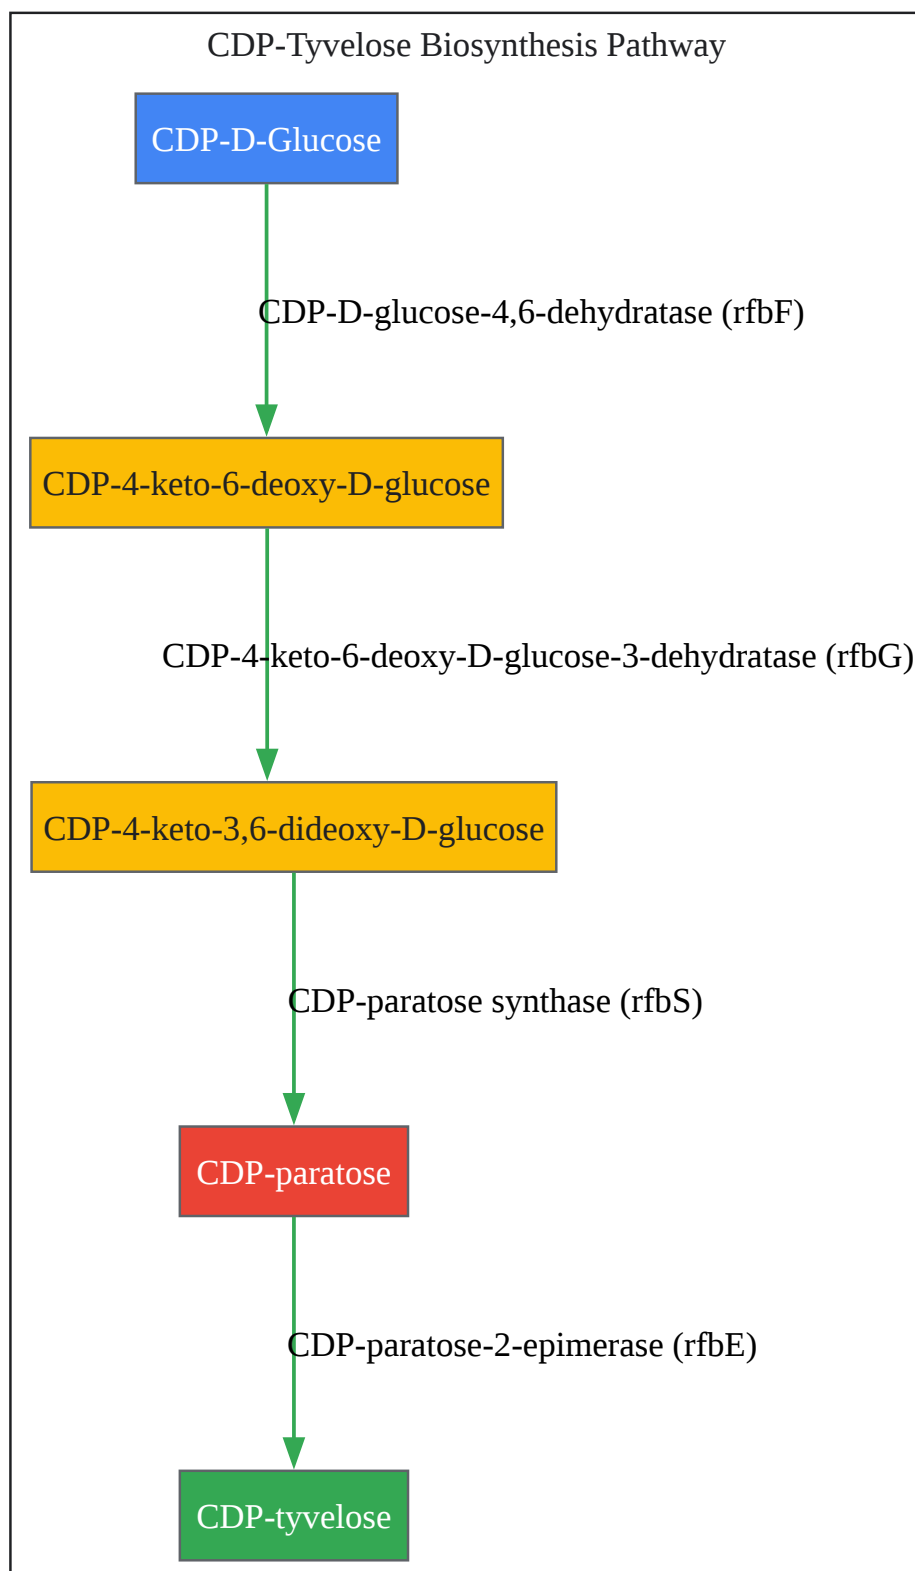 CDP-Tyvelose Biosynthesis Pathway
CDP-D-Glucose
CDP-D-glucose-4,6-dehydratase (rfbF)
CDP-4-keto-6-deoxy-D-glucose
CDP-4-keto-6-deoxy-D-glucose-3-dehydratase (rfbG)
CDP-4-keto-3,6-dideoxy-D-glucose
CDP-paratose synthase (rfbS)
CDP-paratose
CDP-paratose-2-epimerase (rfbE)
CDP-tyvelose